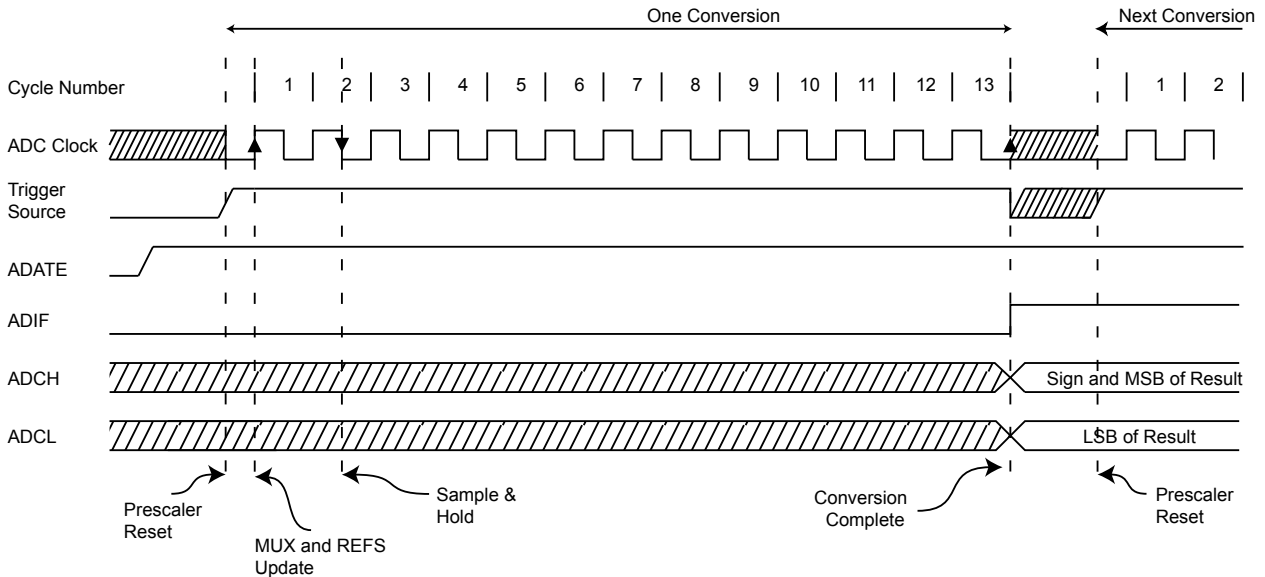 One Conversion
Next Conversion
Cycle Number
1 2 3 4 5 6 7 8 9 10 11 12 13 1 2
ADC Clock
Trigger
Source
ADATE
ADIF
ADCH
Sign and MSB of Result
ADCL
LSB of Result
Prescaler
Reset
MUX and REFS
Update
Sample &
Hold
Conversion
Complete
Prescaler
Reset